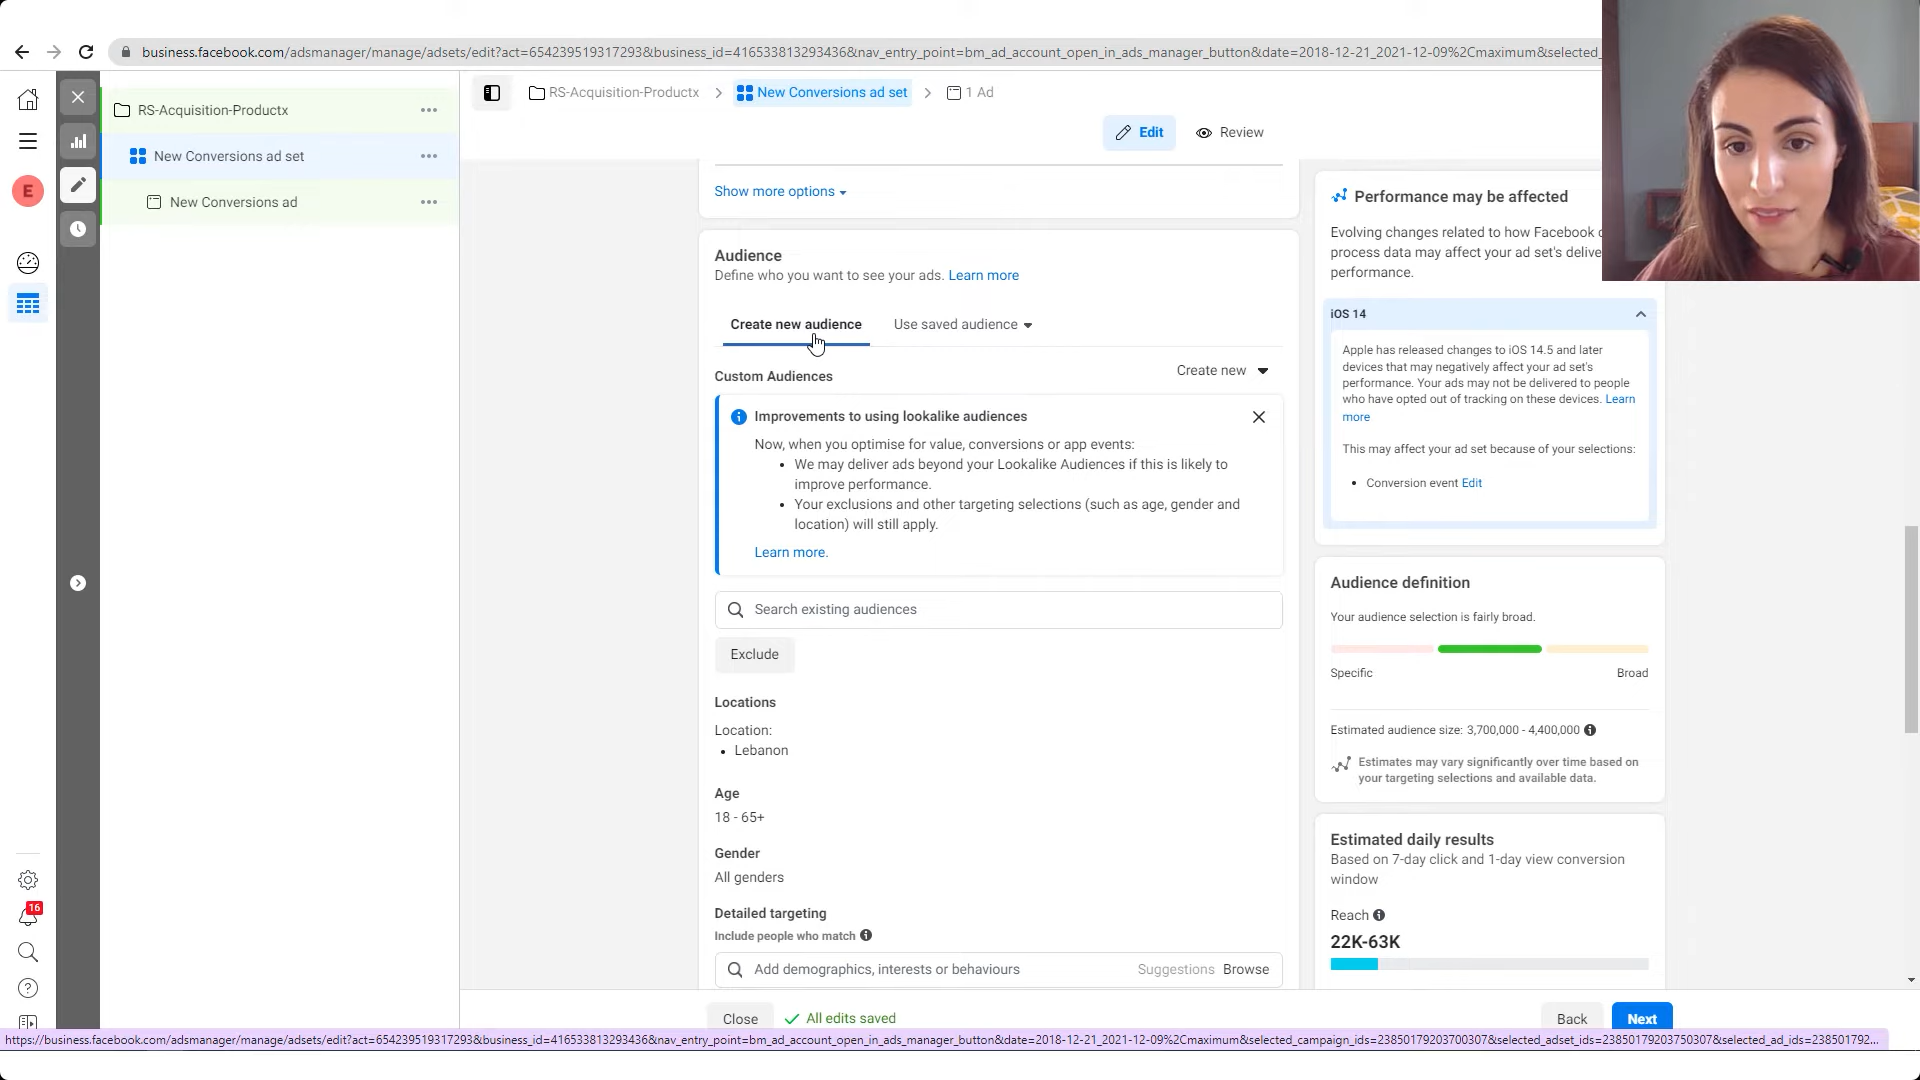 business.facebook.com/adsmanager/manage/adsets/edit?act=654239519317293&business_id=416533813293436&nav_entry_point=bm_ad_account_open_in_ads_manager_button&date=2018-12-21_2021-12-09%2Cmaximum&selected_
RS-Acquisition-Productx
New Conversions ad set
New Conversions ad
E
16
RS-Acquisition-Productx > New Conversions ad set > 1 Ad
Edit Review
Show more options
Audience
Define who you want to see your ads. Learn more
Create new audience Use saved audience
Custom Audiences Create new
Improvements to using lookalike audiences
Now, when you optimise for value, conversions or app events:
• We may deliver ads beyond your Lookalike Audiences if this is likely to
improve performance.
• Your exclusions and other targeting selections (such as age, gender and
location) will still apply.
Learn more.
Search existing audiences
Exclude
Locations
Location:
• Lebanon
Age
18 - 65+
Gender
All genders
Detailed targeting
Include people who match
Add demographics, interests or behaviours Suggestions Browse
Close All edits saved Back Next
Performance may be affected
Evolving changes related to how Facebook
process data may affect your ad set's
performance.
iOS 14
Apple has released changes to iOS 14.5 and later
devices that may negatively affect your ad set's
performance. Your ads may not be delivered to people
who have opted out of tracking on these devices. Learn
more
This may affect your ad set because of your selections:
• Conversion event Edit
Audience definition
Your audience selection is fairly broad.
Specific Broad
Estimated audience size: 3,700,000 - 4,400,000
Estimates may vary significantly over time based on
your targeting selections and available data.
Estimated daily results
Based on 7-day click and 1-day view conversion
window
Reach
22K-63K
https://business.facebook.com/adsmanager/manage/adsets/edit?act=654239519317293&business_id=416533813293436&nav_entry_point=bm_ad_account_open_in_ads_manager_button&date=2018-12-21_2021-12-09%2Cmaximum&selected_campaign_ids=23850179203700307&selected_adset_ids=23850179203750307&selected_ad_ids=238501792...